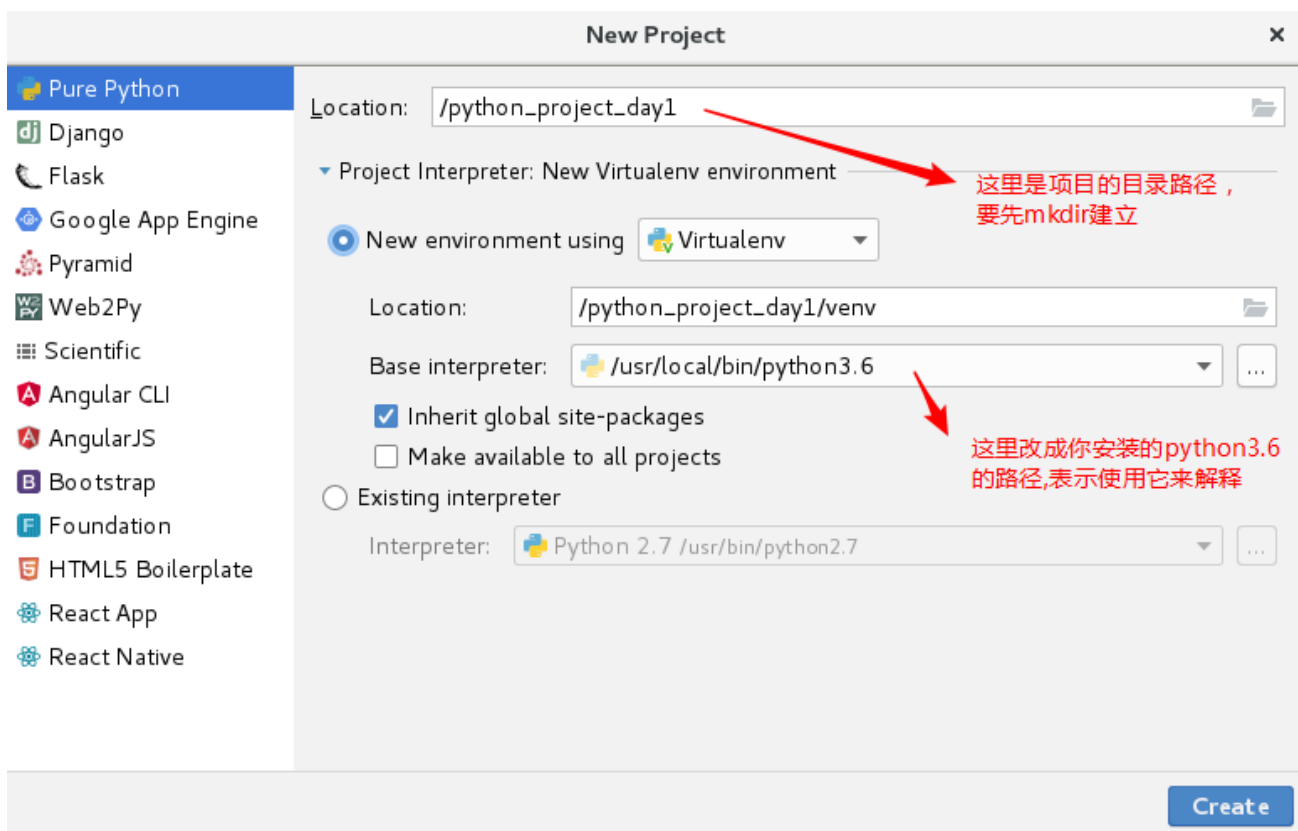 New Project
Pure Python
Django
Flask
Google App Engine
Pyramid
Web2Py
Scientific
Angular CLI
AngularJS
Bootstrap
Foundation
HTML5 Boilerplate
React App
React Native
Location: /python_project_day1
Project Interpreter: New Virtualenv environment
这里是项目的目录路径，
要先mkdir建立
New environment using Virtualenv
Location: /python_project_day1/venv
Base interpreter: /usr/local/bin/python3.6 ...
Inherit global site-packages
Make available to all projects
这里改成你安装的python3.6
的路径,表示使用它来解释
Existing interpreter
Interpreter: Python 2.7 /usr/bin/python2.7 ...
Create